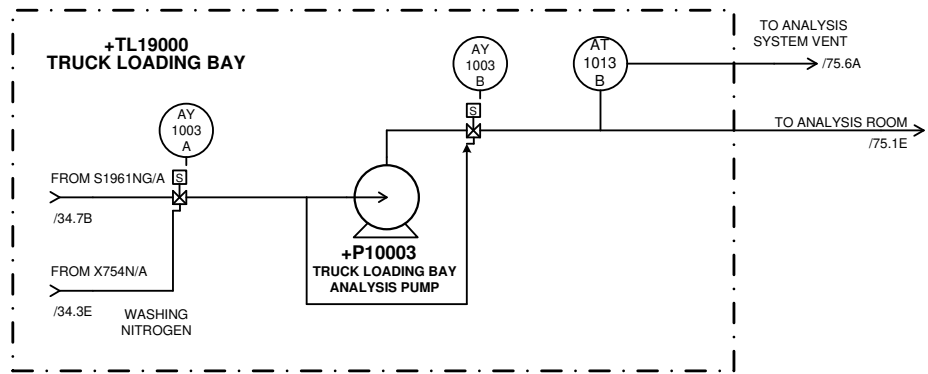 +TL19000
TRUCK LOADING BAY
AY
1003
A
AY
1003
B
AT
1013
B
TO ANALYSIS
SYSTEM VENT
/75.6A
TO ANALYSIS ROOM
/75.1E
S
S
FROM S1961NG/A
/34.7B
+P10003
TRUCK LOADING BAY
ANALYSIS PUMP
FROM X754N/A
/34.3E
WASHING
NITROGEN